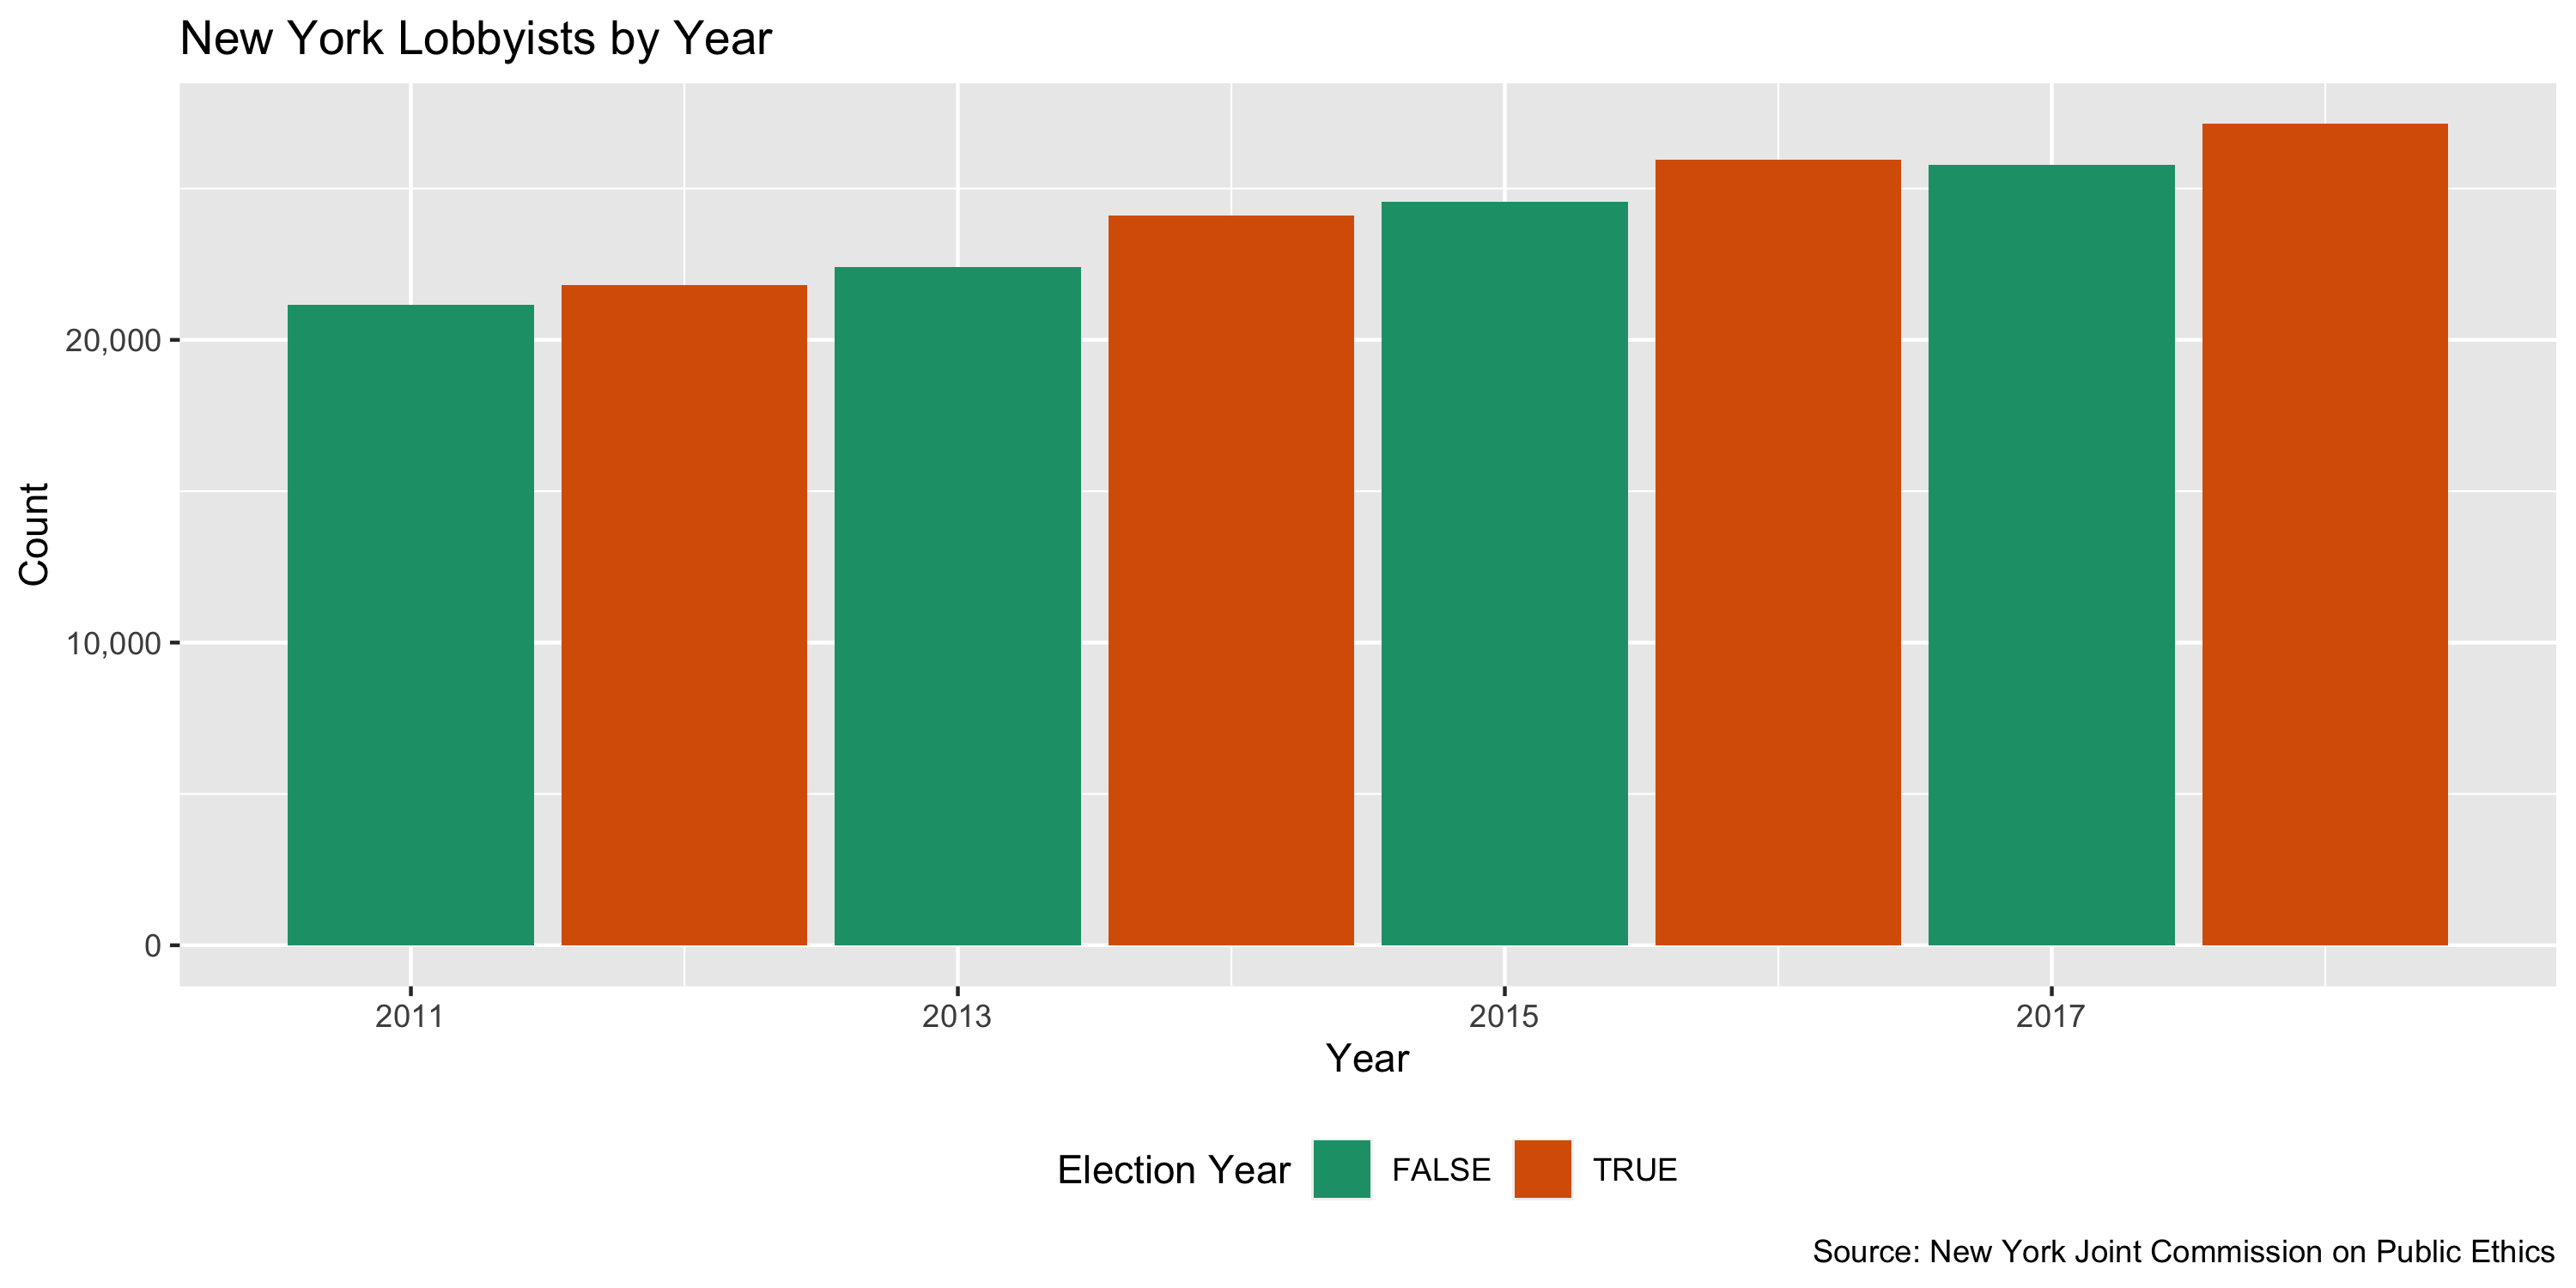 New York Lobbyists by Year
Count
20,000
10,000
0
2011 2013 2015 2017
Year
Election Year FALSE TRUE
Source: New York Joint Commission on Public Ethics